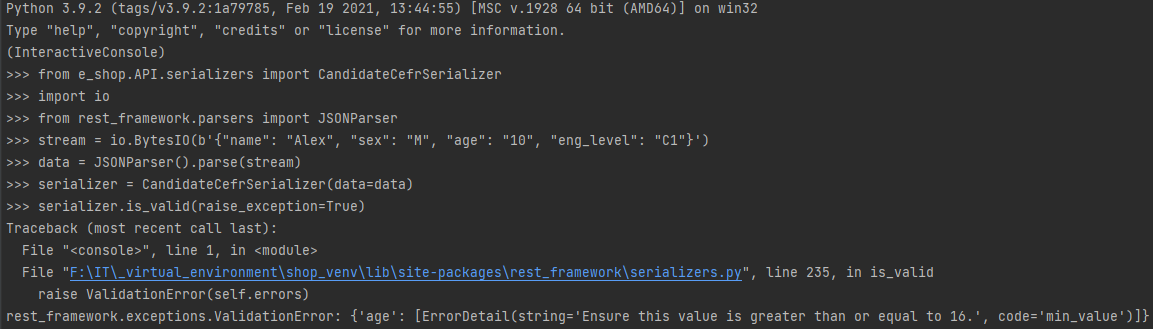 Python 3.9.2 (tags/v3.9.2:1a79785, Feb 19 2021, 13:44:55) [MSC v.1928 64 bit (AMD64)] on win32
Type "help", "copyright", "credits" or "license" for more information.
(InteractiveConsole)
>>> from e_shop.API.serializers import CandidateCefrSerializer
>>> import io
>>> from rest_framework.parsers import JSONParser
>>> stream = io.BytesIO(b'{"name": "Alex", "sex": "M", "age": "10", "eng_level": "C1"}')
>>> data = JSONParser().parse(stream)
>>> serializer = CandidateCefrSerializer(data=data)
>>> serializer.is_valid(raise_exception=True)
Traceback (most recent call last):
  File "<console>", line 1, in <module>
  File "F:\IT\_virtual_environment\shop_venv\lib\site-packages\rest_framework\serializers.py", line 235, in is_valid
    raise ValidationError(self.errors)
rest_framework.exceptions.ValidationError: {'age': [ErrorDetail(string='Ensure this value is greater than or equal to 16.', code='min_value')]}